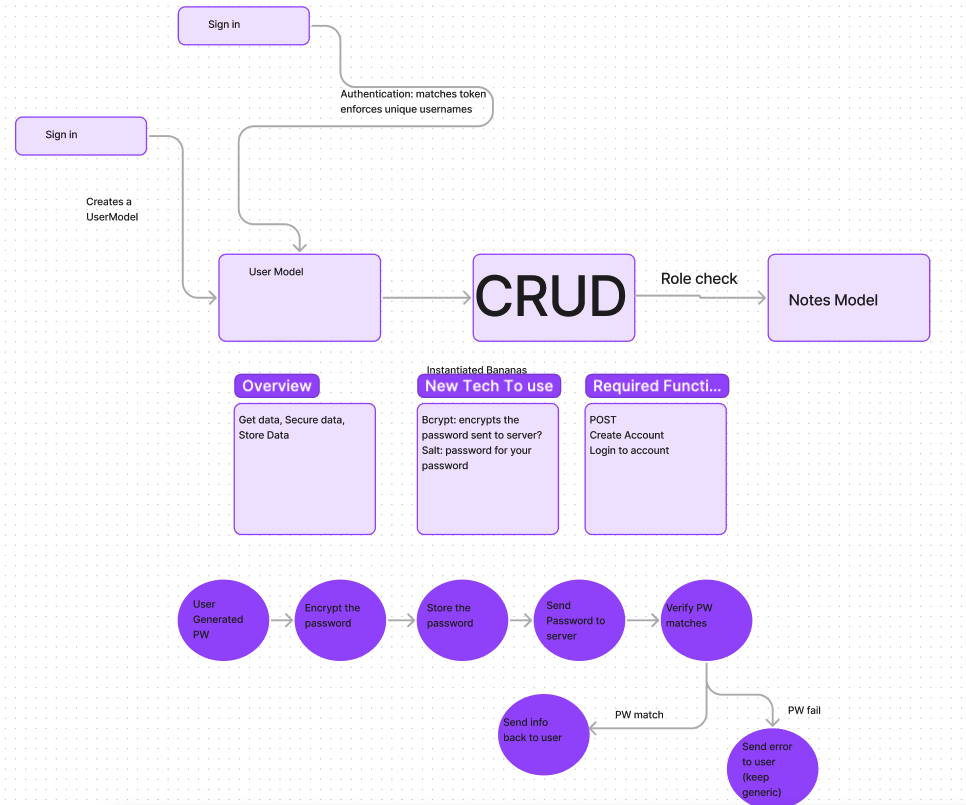 Sign in
Authentication: matches token
enforces unique usernames
Sign in
Creates a
UserModel
User Model
CRUD
Role check
Notes Model
Instantiated Bananas
Overview
New Tech To use
Required Functi...
Get data, Secure data,
Store Data
Bcrypt: encrypts the
password sent to server?
Salt: password for your
password
POST
Create Account
Login to account
User
Generated
PW
Encrypt the
password
Store the
password
Send
Password to
server
Verify PW
matches
PW match
PW fail
Send info
back to user
Send error
to user
(keep
generic)